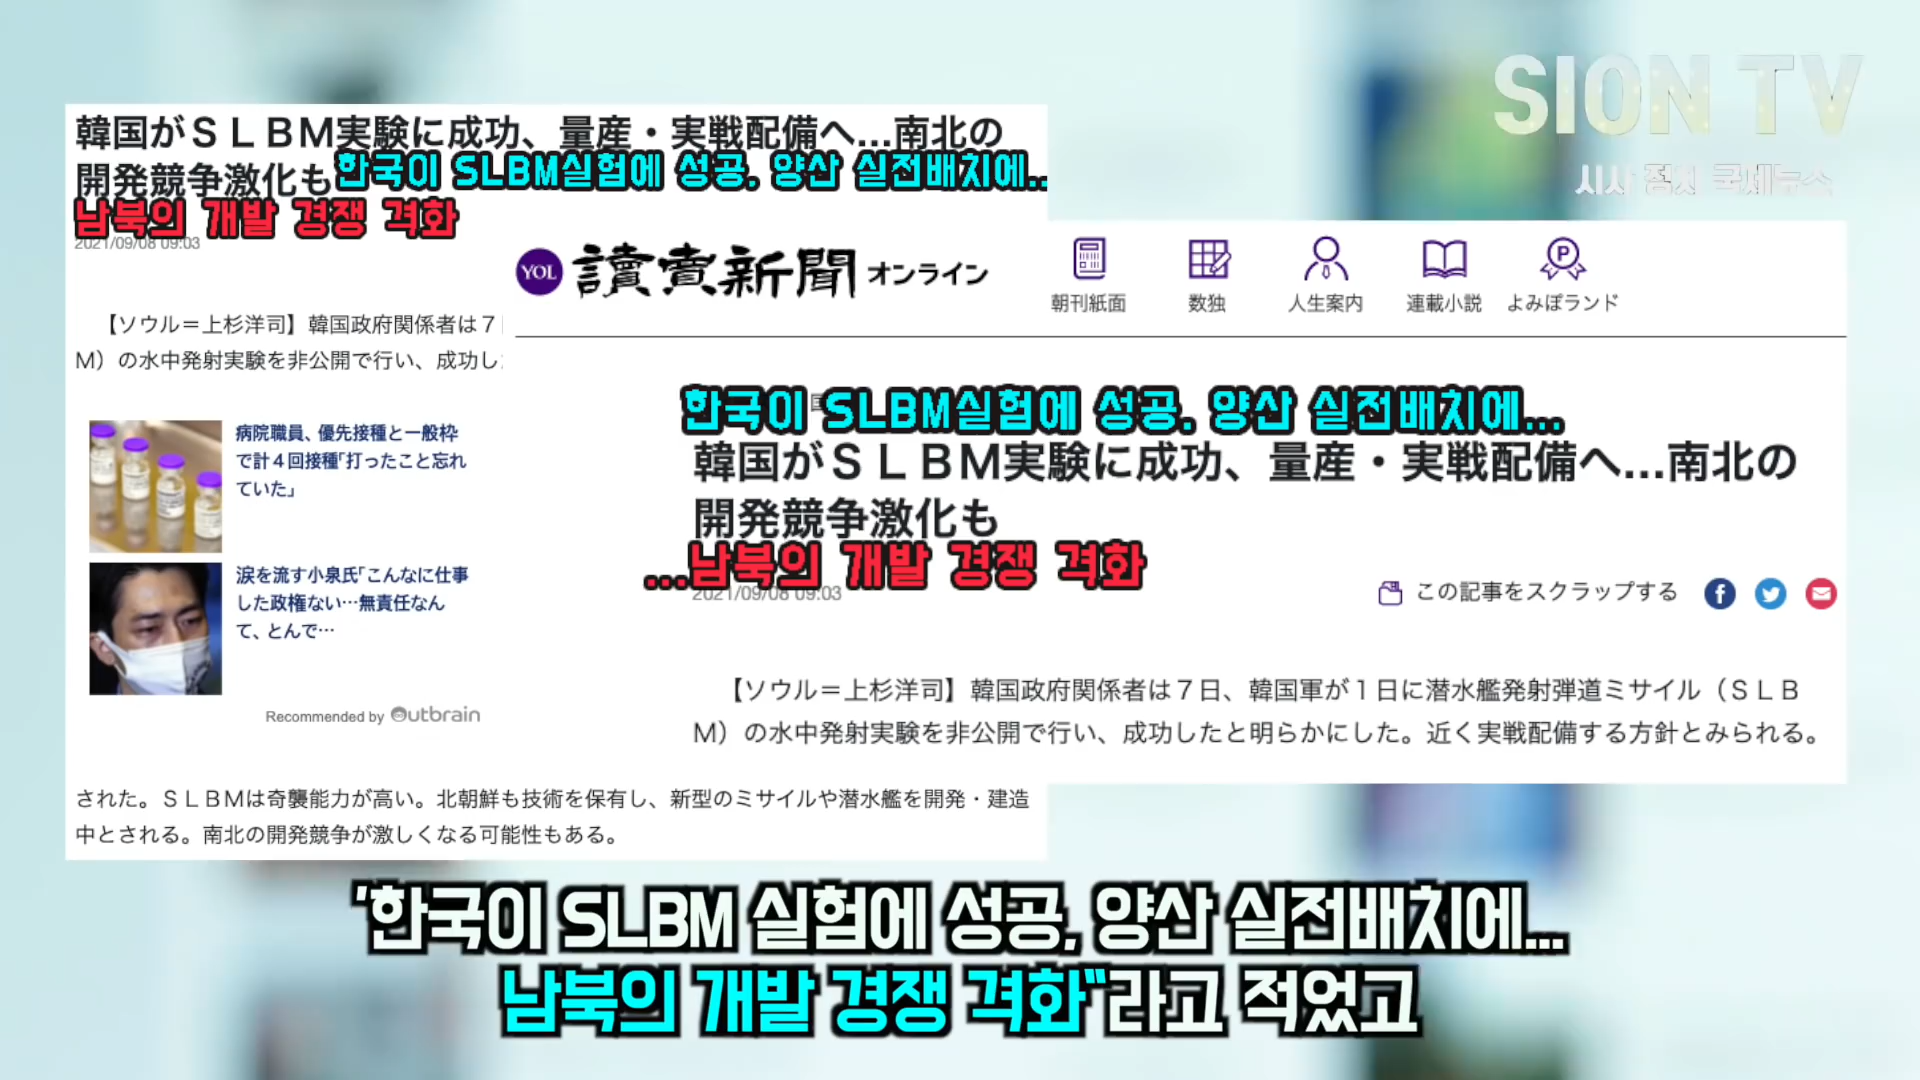 SION TV
시사 정치 국제뉴스
韓国がＳＬＢＭ実験に成功、量産・実戦配備へ…南北の
開発競争激化も
한국이 SLBM실험에 성공. 양산 실전배치에..
남북의 개발 경쟁 격화
2021/09/08 09:03
【ソウル＝上杉洋司】韓国政府関係者は７
Ｍ）の水中発射実験を非公開で行い、成功し
病院職員、優先接種と一般枠
で計４回接種「打ったこと忘れ
ていた」
涙を流す小泉氏「こんなに仕事
した政権ない…無責任なん
て、とんで…
Recommended by Outbrain
された。ＳＬＢＭは奇襲能力が高い。北朝鮮も技術を保有し、新型のミサイルや潜水艦を開発・建造
中とされる。南北の開発競争が激しくなる可能性もある。
YOL 讀賣新聞 オンライン
朝刊紙面 数独 人生案内 連載小説 よみぽランド
한국이 SLBM실험에 성공. 양산 실전배치에...
韓国がＳＬＢＭ実験に成功、量産・実戦配備へ…南北の
開発競争激化も
...남북의 개발 경쟁 격화
2021/09/08 09:03
この記事をスクラップする
【ソウル＝上杉洋司】韓国政府関係者は７日、韓国軍が１日に潜水艦発射弾道ミサイル（ＳＬＢ
Ｍ）の水中発射実験を非公開で行い、成功したと明らかにした。近く実戦配備する方針とみられる。
'한국이 SLBM 실험에 성공, 양산 실전배치에...
남북의 개발 경쟁 격화"라고 적었고